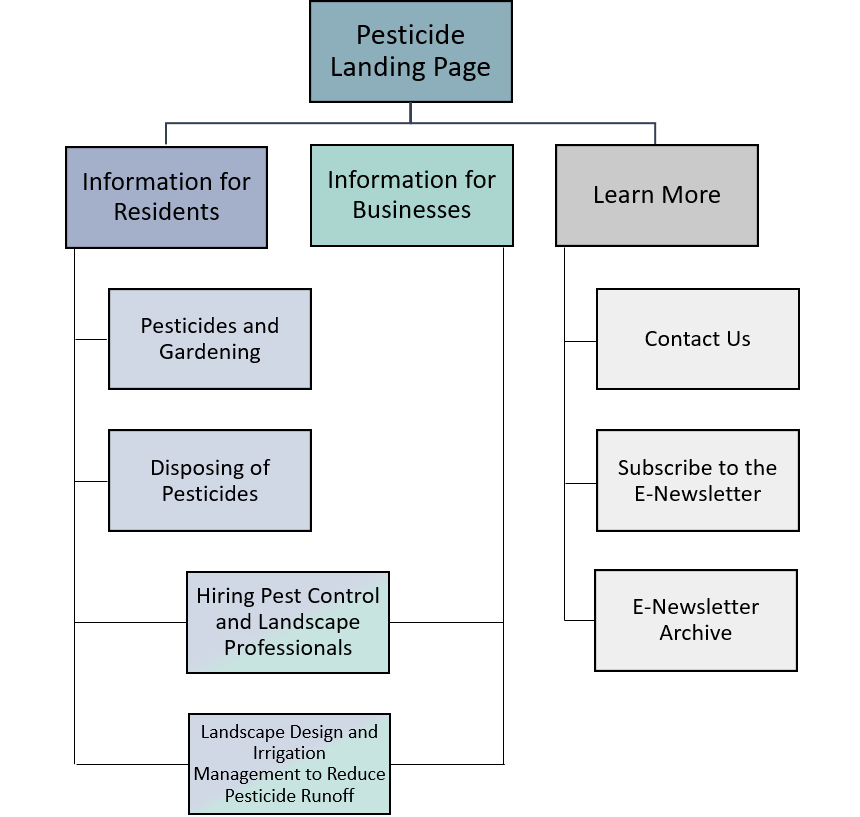 Pesticide
Landing Page
Information for
Residents
Information for
Businesses
Learn More
Pesticides and
Gardening
Contact Us
Disposing of
Pesticides
Subscribe to the
E-Newsletter
Hiring Pest Control
and Landscape
Professionals
E-Newsletter
Archive
Landscape Design and
Irrigation
Management to Reduce
Pesticide Runoff